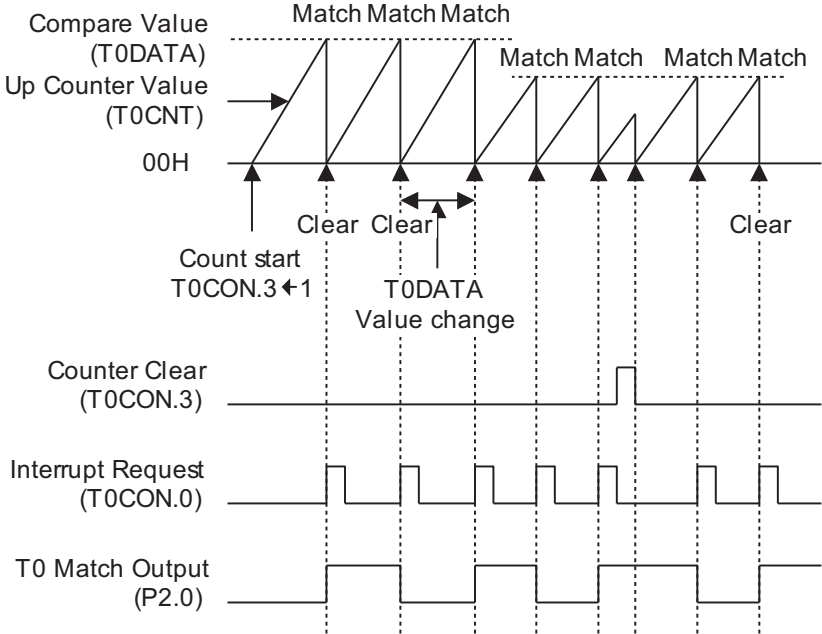 Match Match Match
Compare Value
(T0DATA)
Match Match Match Match
Up Counter Value
(T0CNT)
00H
Clear Clear Clear
Count start
T0CON.3 ← 1
T0DATA
Value change
Counter Clear
(T0CON.3)
Interrupt Request
(T0CON.0)
T0 Match Output
(P2.0)